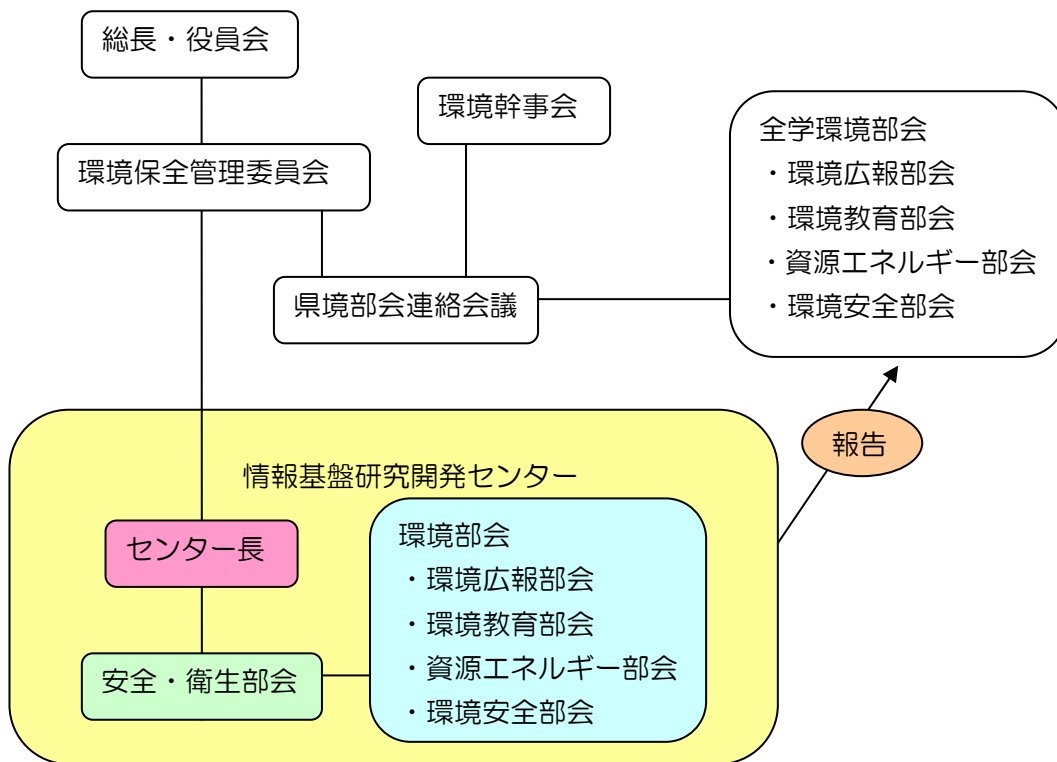 総長・役員会
環境幹事会
環境保全管理委員会
県境部会連絡会議
全学環境部会
・環境広報部会
・環境教育部会
・資源エネルギー部会
・環境安全部会
報告
情報基盤研究開発センター
センター長
安全・衛生部会
環境部会
・環境広報部会
・環境教育部会
・資源エネルギー部会
・環境安全部会